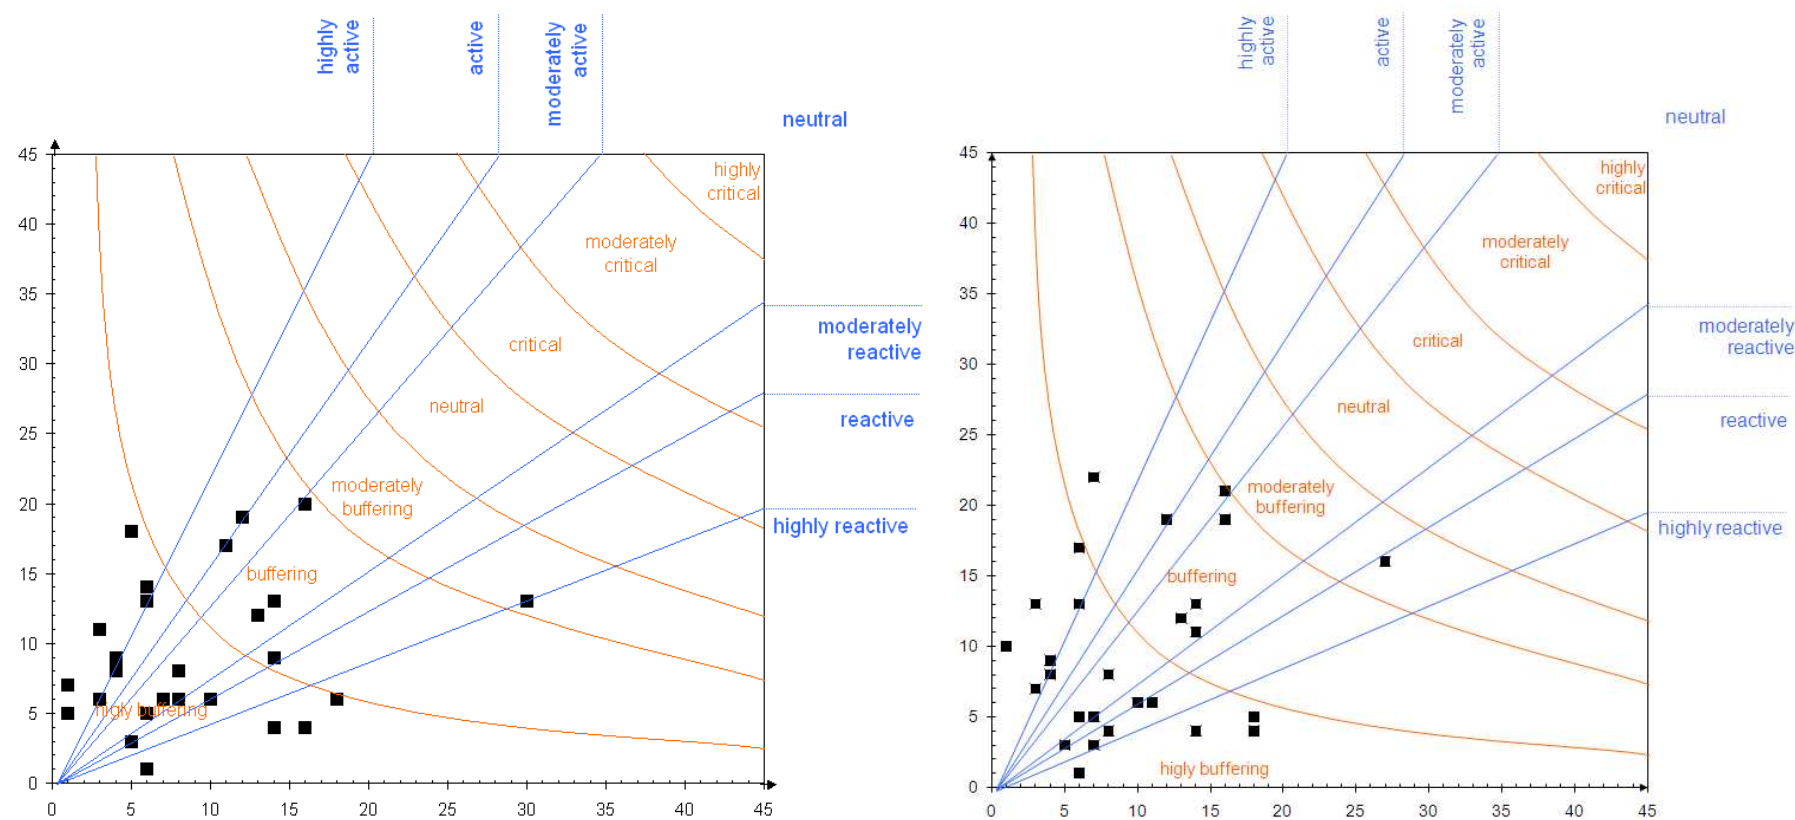 highly
active
active
moderately
active
neutral
45
40
35
30
25
20
15
10
5
0
highly
critical
moderately
critical
critical
neutral
moderately
buffering
buffering
higly buffering
moderately
reactive
reactive
highly reactive
0 5 10 15 20 25 30 35 40 45
highly
active
active
moderately
active
neutral
45
40
35
30
25
20
15
10
5
0
highly
critical
moderately
critical
critical
neutral
moderately
buffering
buffering
higly buffering
moderately
reactive
reactive
highly reactive
0 5 10 15 20 25 30 35 40 45